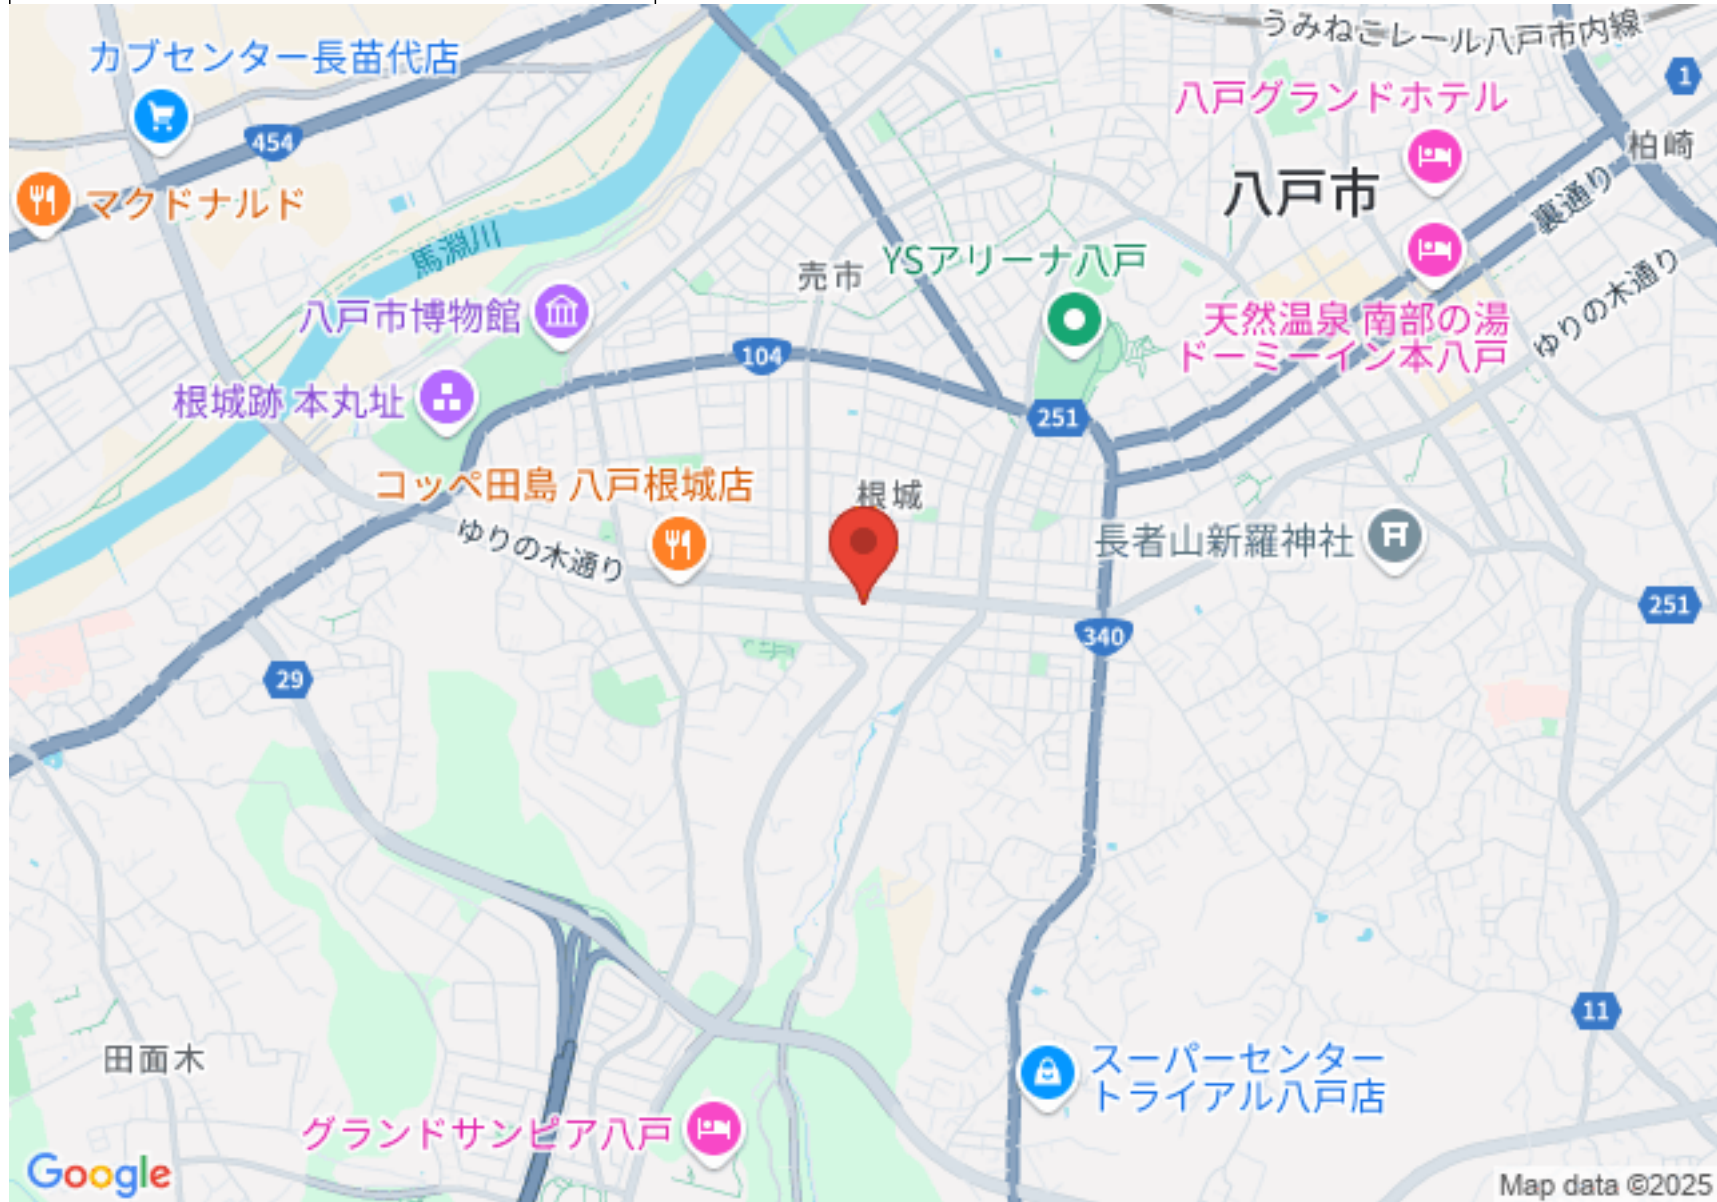 うみねこレール八戸市内線
カブセンター長苗代店
1
八戸グランドホテル
454
柏崎
マクドナルド
八戸市
裏通り
馬淵川
売市
YSアリーナ八戸
ゆりの木通り
八戸市博物館
天然温泉 南部の湯
ドーミーイン本八戸
104
根城跡 本丸址
251
コッペ田島 八戸根城店
根城
ゆりの木通り
長者山新羅神社
251
340
29
11
田面木
スーパーセンター
トライアル八戸店
グランドサンピア八戸
Google
Map data ©2025